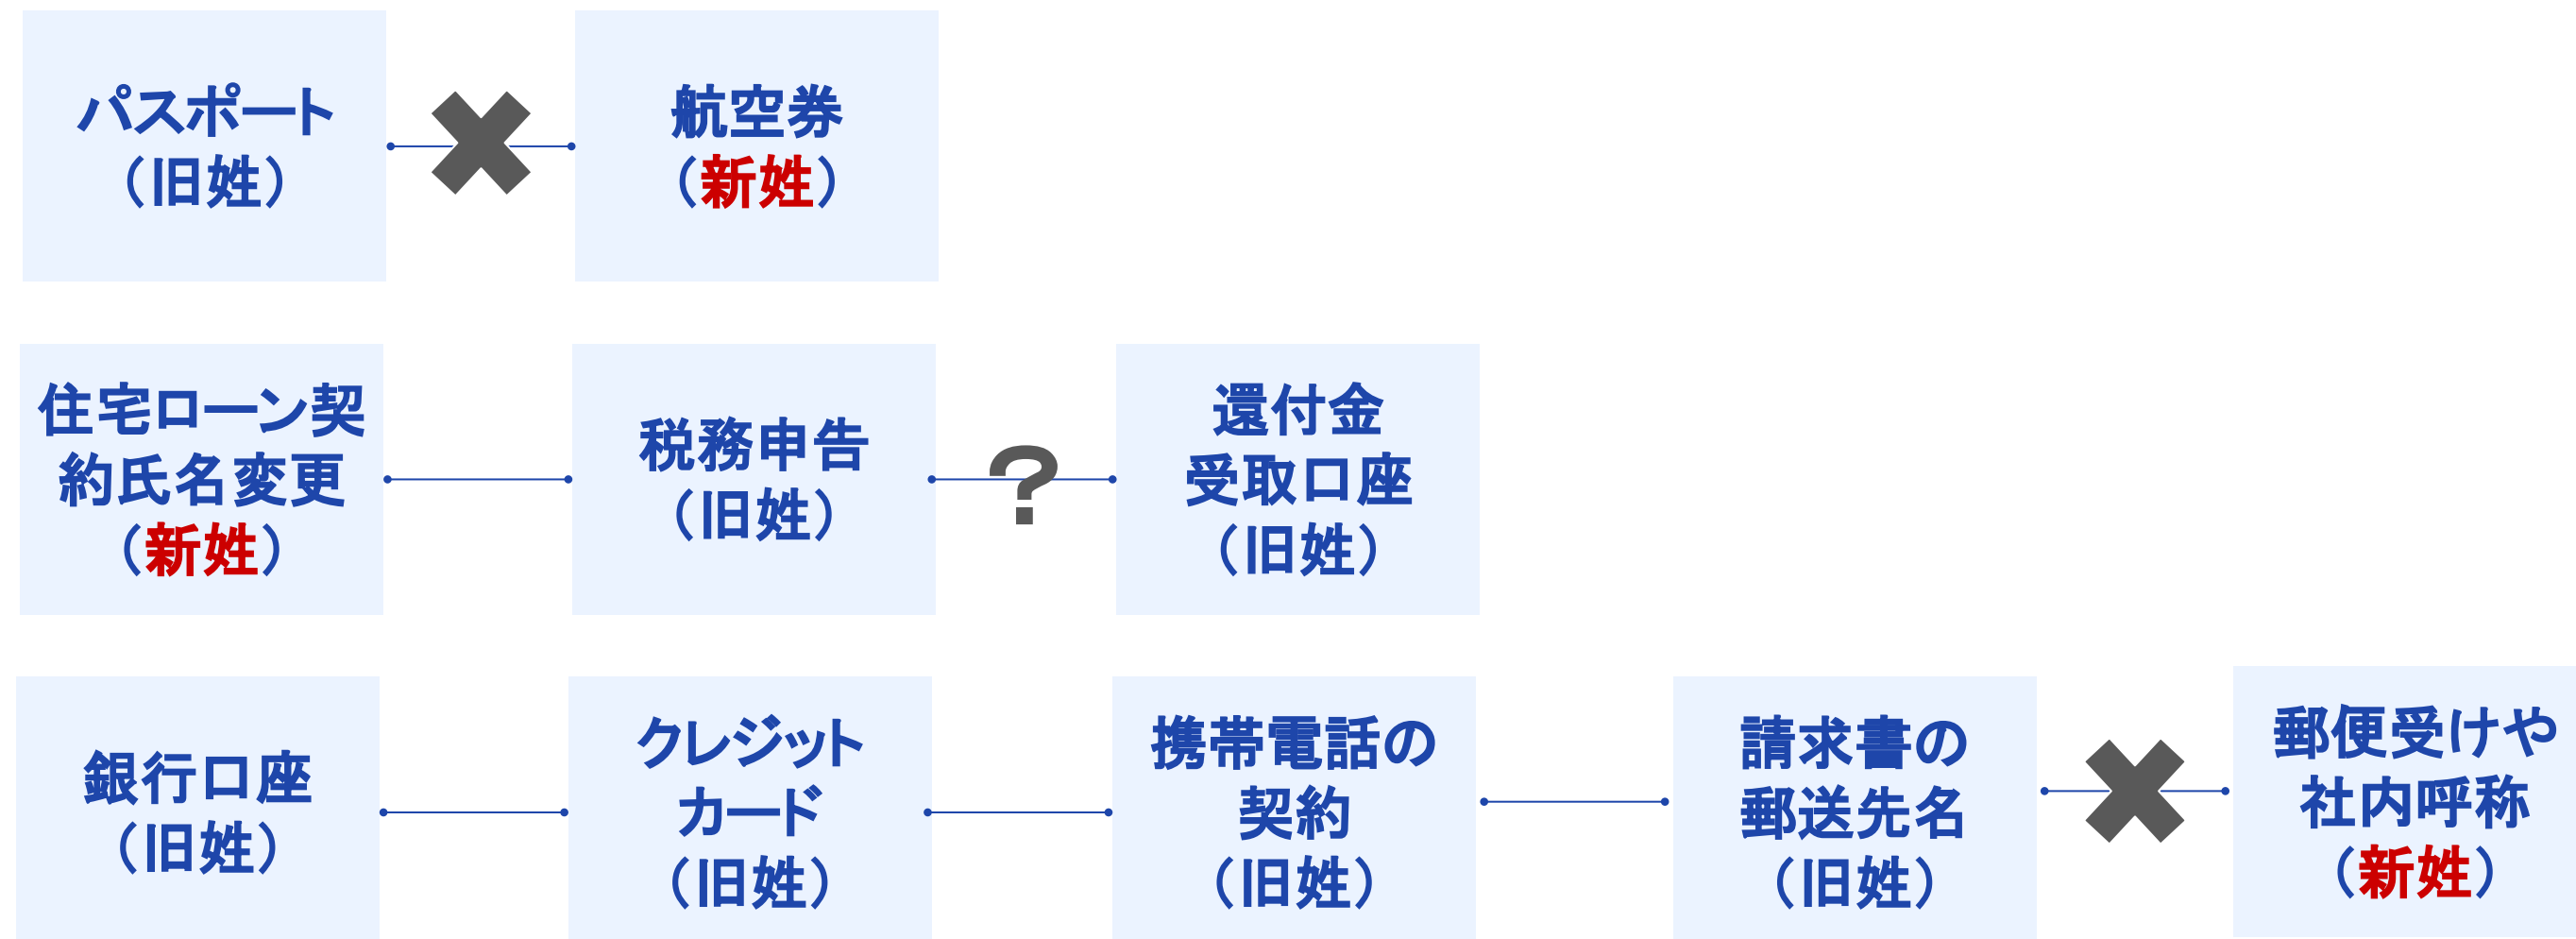 パスポート
（旧姓）
航空券
（新姓）
住宅ローン契
約氏名変更
（新姓）
税務申告
（旧姓）
?
還付金
受取口座
（旧姓）
銀行口座
（旧姓）
クレジット
カード
（旧姓）
携帯電話の
契約
（旧姓）
請求書の
郵送先名
（旧姓）
郵便受けや
社内呼称
（新姓）